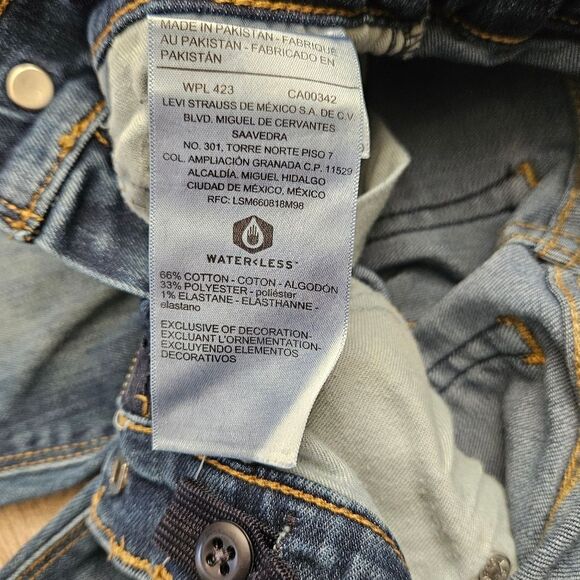 MADE IN PAKISTAN - FABRIQUÉ
AU PAKISTAN - FABRICADO EN
PAKISTÁN
WPL 423 CA00342
LEVI STRAUSS DE MÉXICO S.A. DE C.V.
BLVD. MIGUEL DE CERVANTES
SAAVEDRA
NO. 301, TORRE NORTE PISO 7
COL. AMPLIACIÓN GRANADA C.P. 11529
ALCALDÍA. MIGUEL HIDALGO
CIUDAD DE MÉXICO, MÉXICO
RFC: LSM660818M98
WATER<LESS™
66% COTTON - COTON - ALGODÓN
33% POLYESTER - poliéster
1% ELASTANE - ELASTHANNE -
elastano
EXCLUSIVE OF DECORATION-
EXCLUANT L'ORNEMENTATION-
EXCLUYENDO ELEMENTOS
DECORATIVOS